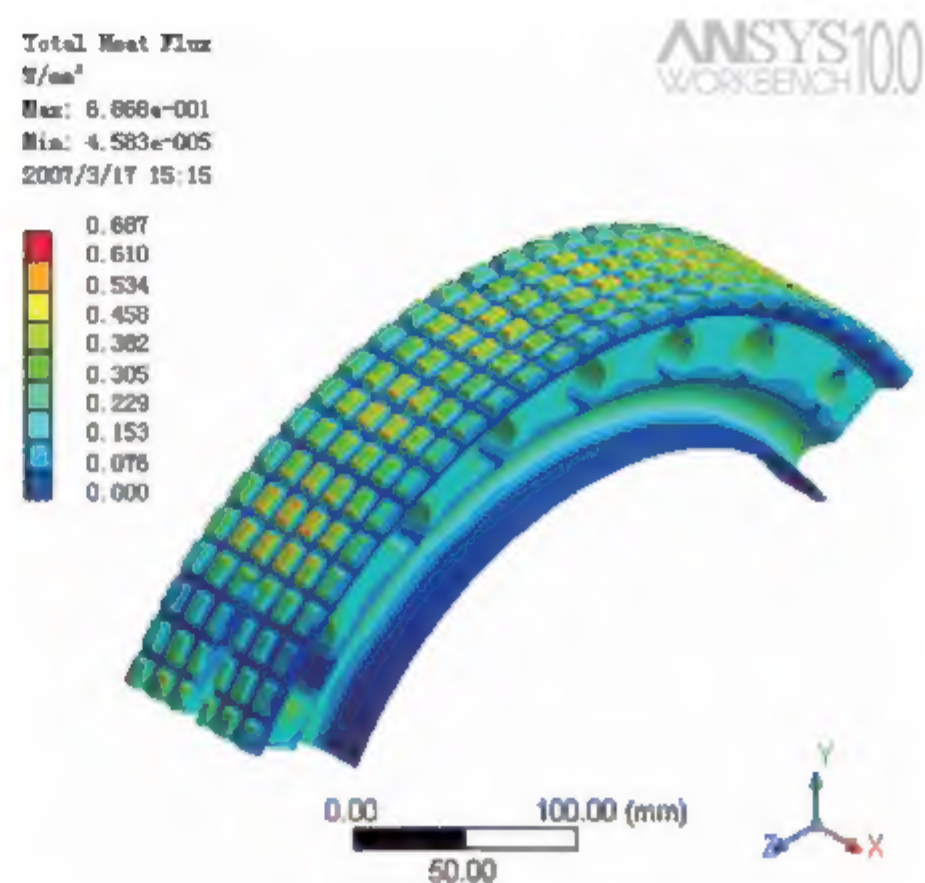 Total Heat Flux
W/mm²
Max: 6.868e-001
Min: 4.583e-005
2007/3/17 15:15
0.687
0.610
0.534
0.458
0.382
0.305
0.229
0.153
0.076
0.000
ANSYS 10.0
WORKBENCH
0.00
100.00 (mm)
50.00
Y
Z
X